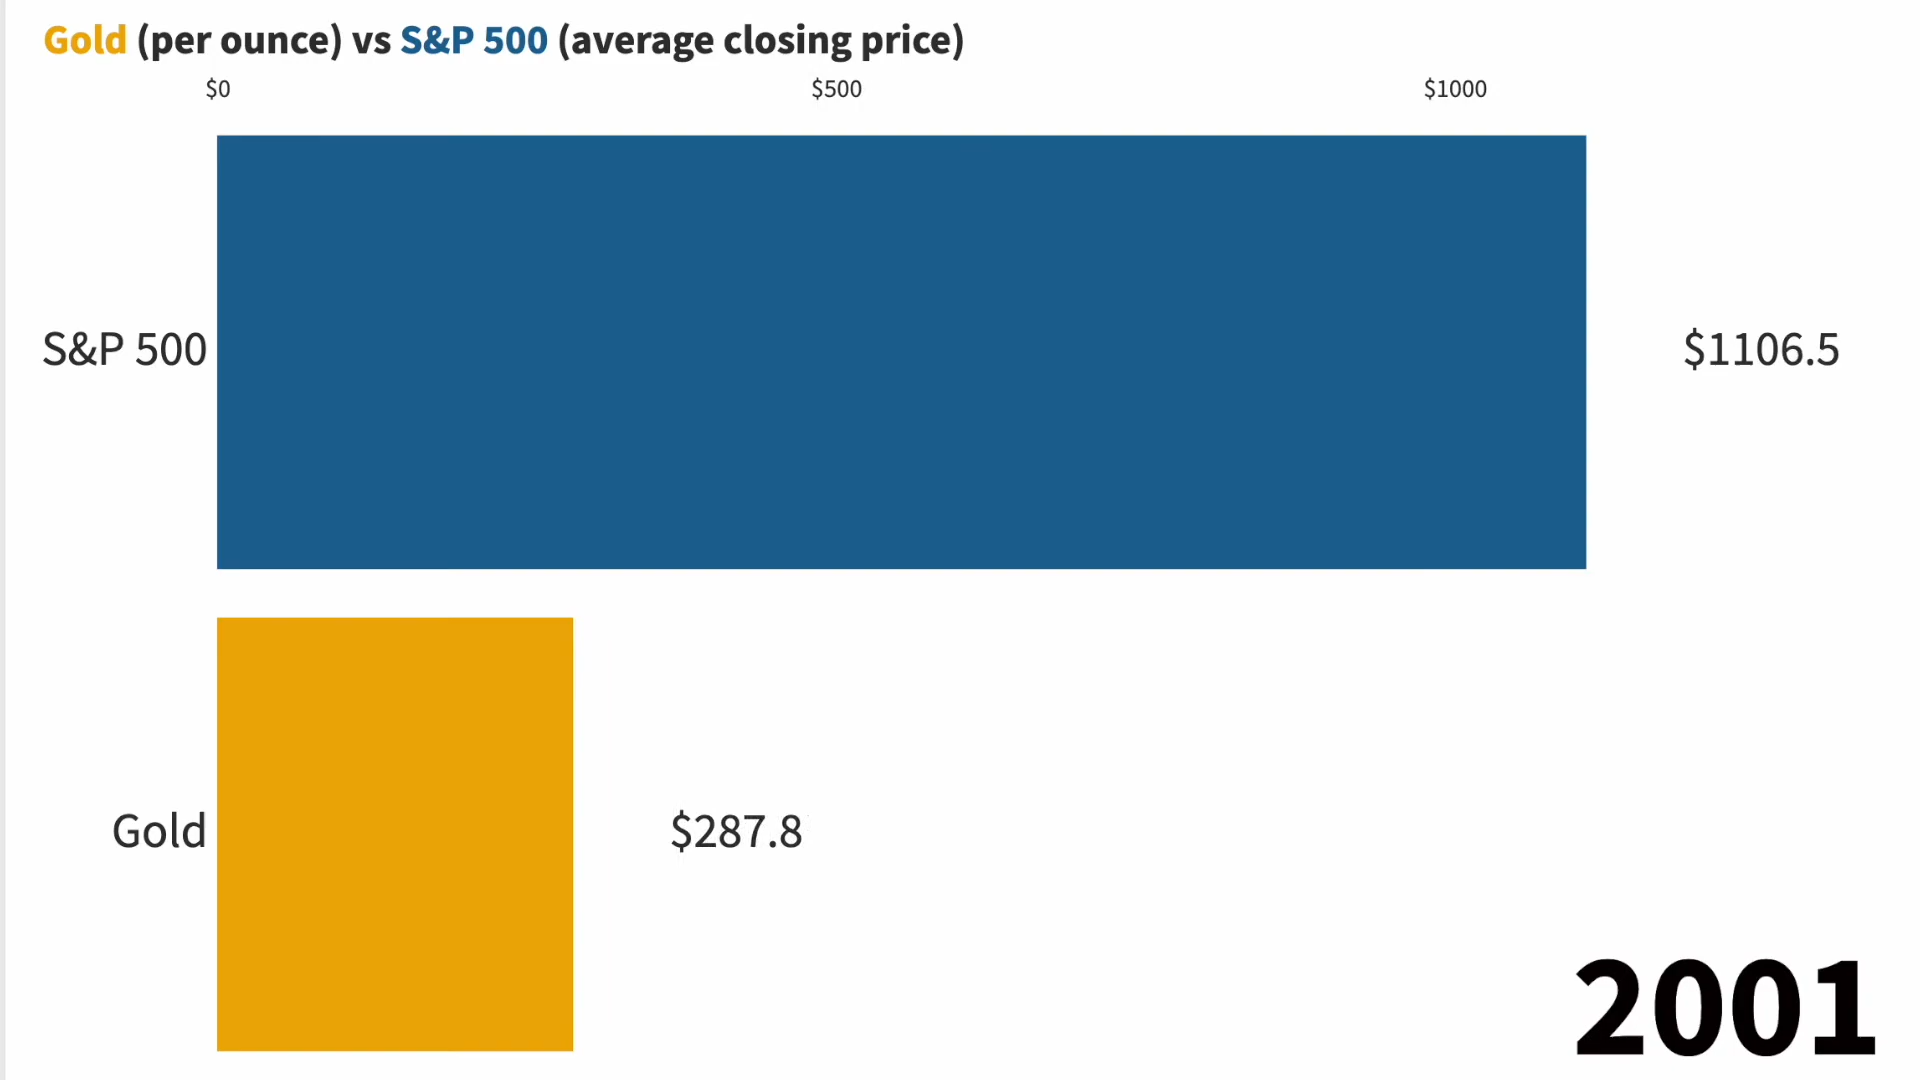 Gold (per ounce) vs S&P 500 (average closing price)
$0 $500 $1000
S&P 500 $1106.5
Gold $287.8
2001